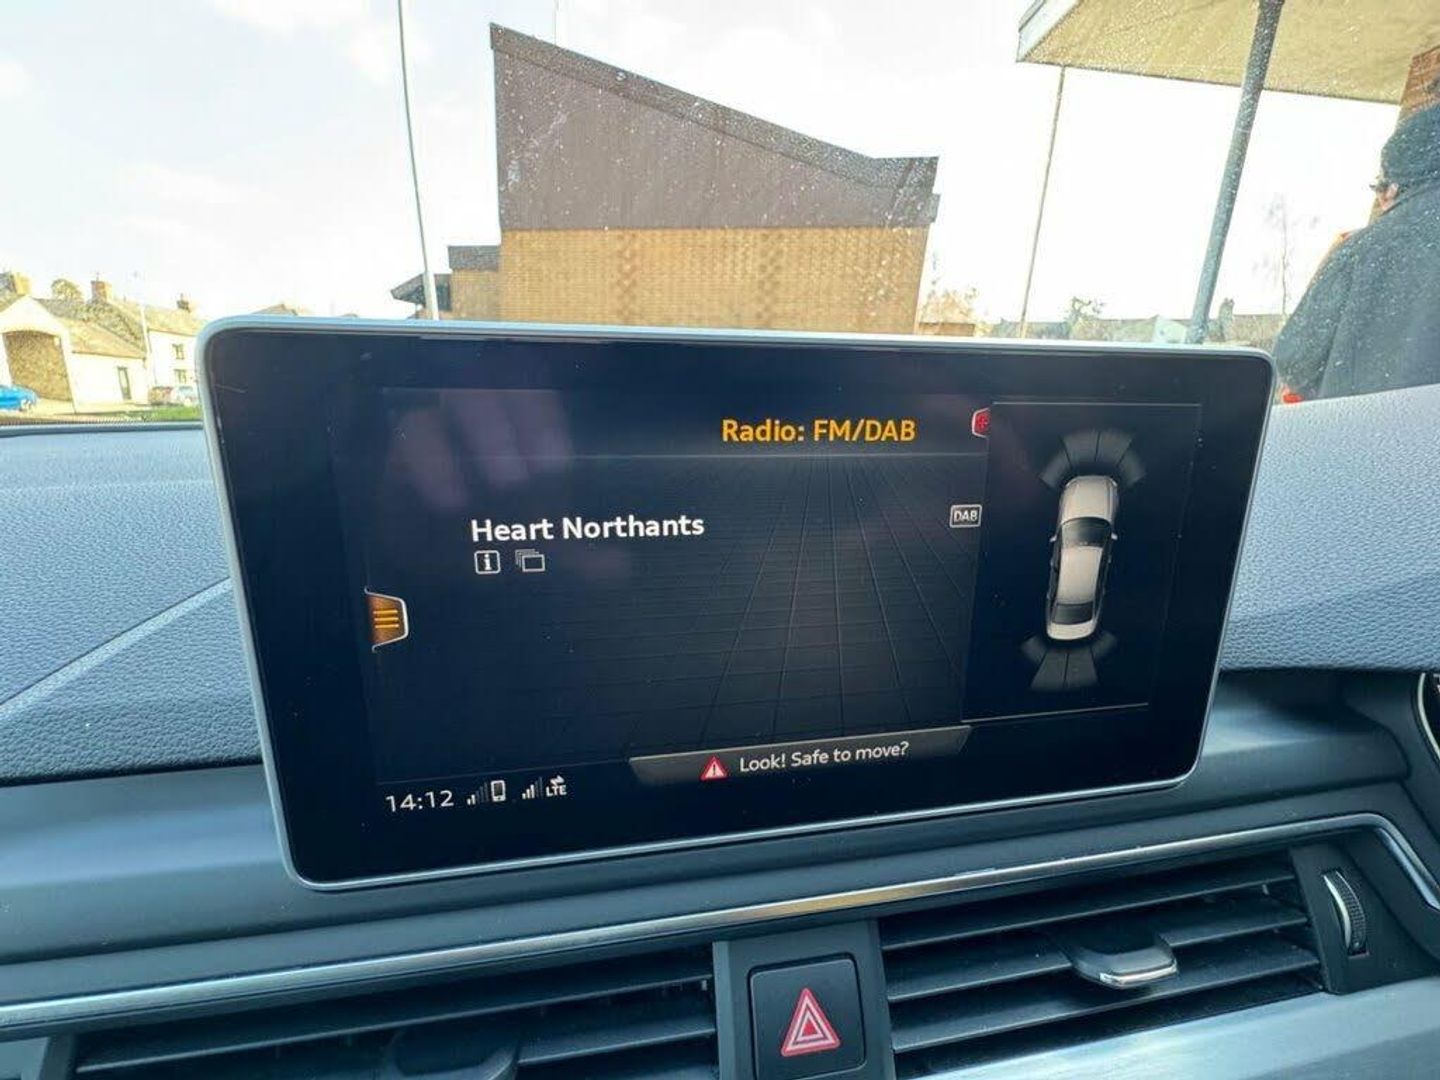 Radio: FM/DAB
Heart Northants
DAB
Look! Safe to move?
14:12
LTE